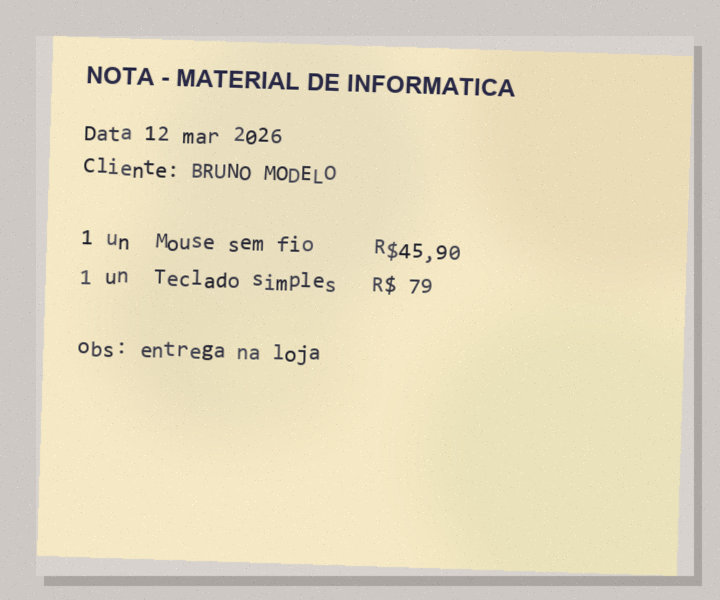 NOTA - MATERIAL DE INFORMATICA
Data 12 mar 2026
Cliente: BRUNO MODELO
1 un Mouse sem fio R$45,90
1 un Teclado simples R$ 79
obs: entrega na loja